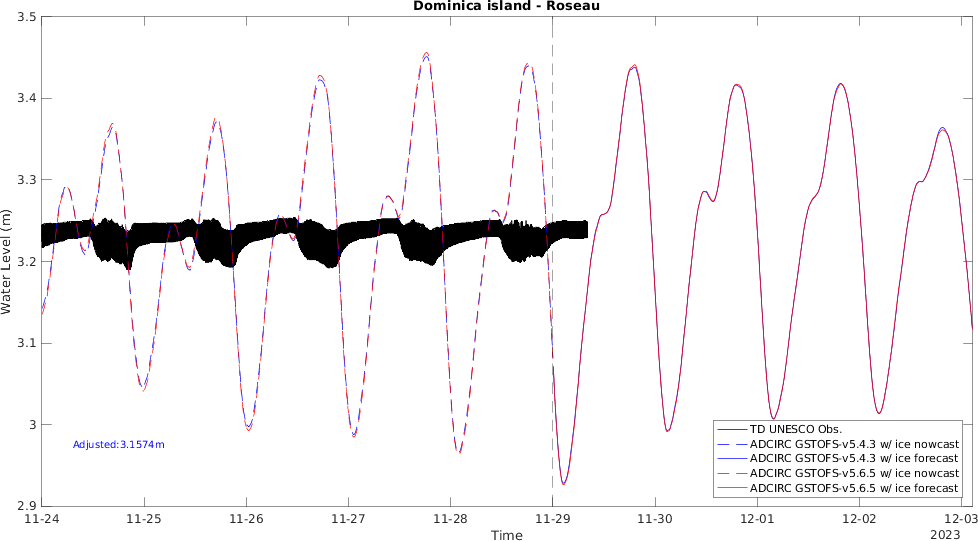 Dominica island - Roseau
3.5
3.4
3.3
3.2
3.1
3
2.9
Water Level (m)
Adjusted:3.1574m
TD UNESCO Obs.
ADCIRC GSTOFS-v5.4.3 w/ ice nowcast
ADCIRC GSTOFS-v5.4.3 w/ ice forecast
ADCIRC GSTOFS-v5.6.5 w/ ice nowcast
ADCIRC GSTOFS-v5.6.5 w/ ice forecast
11-24 11-25 11-26 11-27 11-28 11-29 11-30 12-01 12-02 12-03
Time
2023